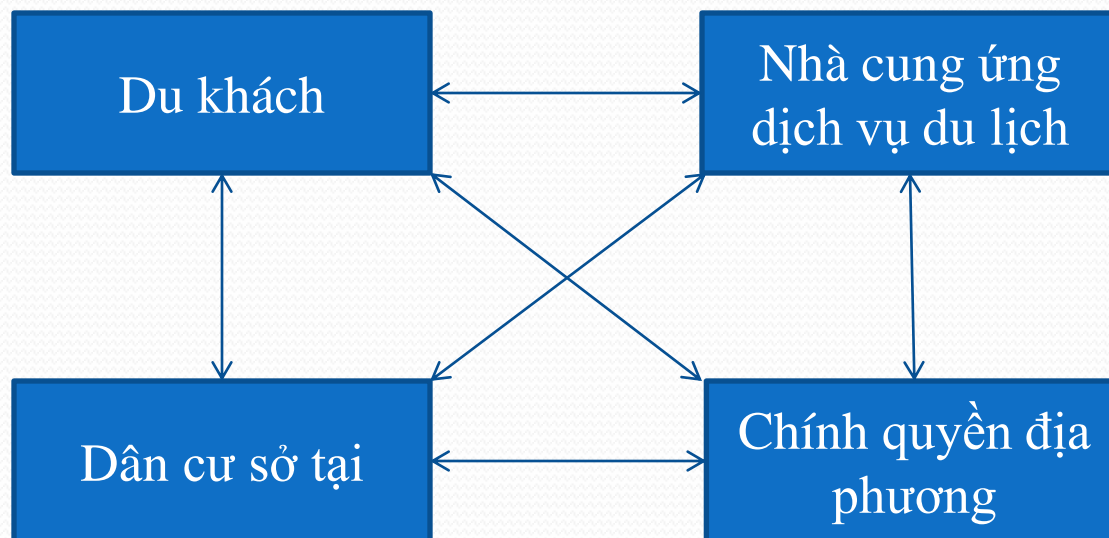 Du khách
Nhà cung ứng
dịch vụ du lịch
Dân cư sở tại
Chính quyền địa
phương